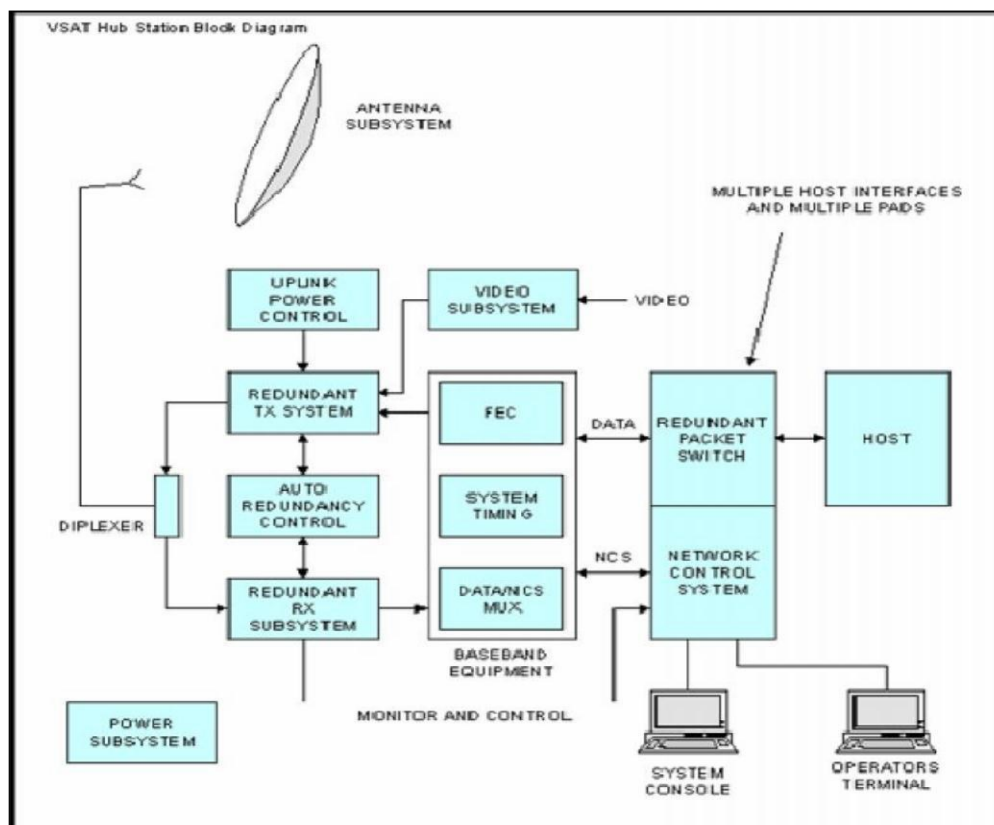 VSAT Hub Station Block Diagram
ANTENNA
SUBSYSTEM
MULTIPLE HOST INTERFACES
AND MULTIPLE PADS
UPLINK
POWER
CONTROL
VIDEO
SUBSYSTEM
VIDEO
REDUNDANT
TX SYSTEM
FEC
DATA
REDUNDANT
PACKET
SWITCH
HOST
AUTO
REDUNDANCY
CONTROL
SYSTEM
TIMING
DIPLEXER
NCS
NETWORK
CONTROL
SYSTEM
REDUNDANT
RX
SUBSYSTEM
DATA/NCS
MUX
BASEBAND
EQUIPMENT
MONITOR AND CONTROL
POWER
SUBSYSTEM
SYSTEM
CONSOLE
OPERATORS
TERMINAL